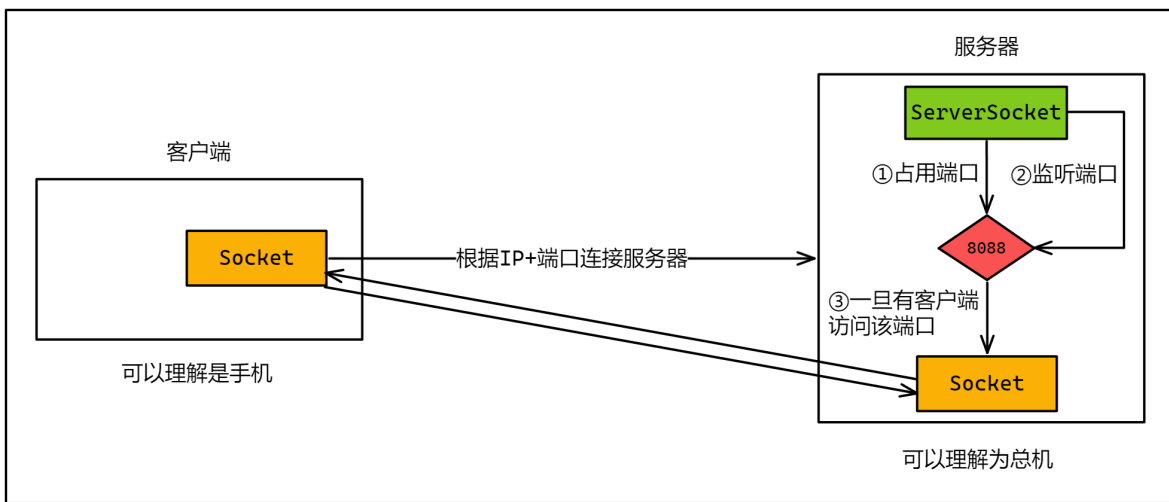 服务器
ServerSocket
客户端
①占用端口
②监听端口
Socket
根据IP+端口连接服务器
8088
③一旦有客户端
访问该端口
可以理解是手机
Socket
可以理解为总机